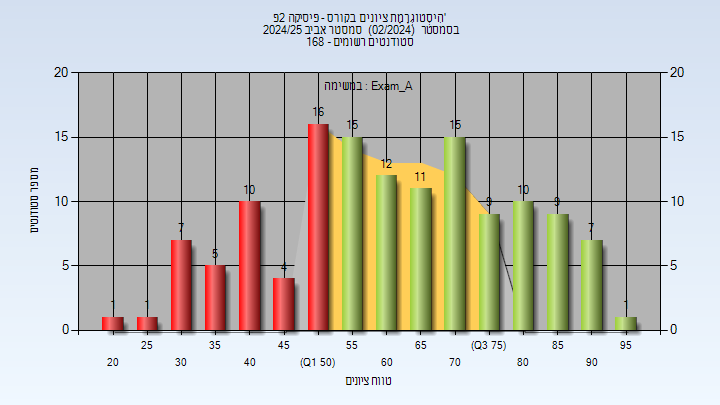 'היסטוגרמת ציונים בקורס - פיסיקה 2פ
בסמסטר (02/2024) סמסטר אביב 2024/25
סטודנטים רשומים - 168
במשימה : Exam_A
מספר סטודנטים
20 20
15 15
10 10
5 5
0 0
1 1 7 5 10 4 16 15 12 11 15 9 10 9 7 1
25 35 45 55 65 (Q3 75) 85 95
20 30 40 (Q1 50) 60 70 80 90
טווח ציונים